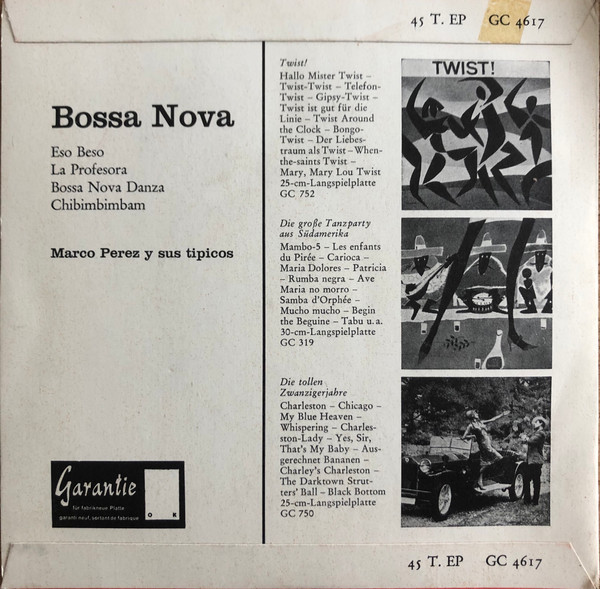 45 T. EP GC 4617
Bossa Nova
Eso Beso
La Profesora
Bossa Nova Danza
Chibimbimbam
Marco Perez y sus tipicos
Twist!
Hallo Mister Twist –
Twist-Twist – Telefon-
Twist – Gipsy-Twist –
Twist ist gut für die
Linie – Twist Around
the Clock – Bongo-
Twist – Der Liebes-
traum als Twist – When-
the-saints Twist –
Mary, Mary Lou Twist
25-cm-Langspielplatte
GC 752
TWIST!
Die große Tanzparty
aus Südamerika
Mambo-5 – Les enfants
du Pirée – Carioca –
Maria Dolores – Patricia
– Rumba negra – Ave
Maria no morro –
Samba d'Orphée –
Mucho mucho – Begin
the Beguine – Tabu u. a.
30-cm-Langspielplatte
GC 319
Die tollen
Zwanzigerjahre
Charleston – Chicago –
My Blue Heaven –
Whispering – Charles-
ston-Lady – Yes, Sir,
That's My Baby – Aus-
gerechnet Bananen –
Charley's Charleston –
The Darktown Strut-
ters' Ball – Black Bottom
25-cm-Langspielplatte
GC 750
Garantie
für fabrikneue Platte
garanti neuf, sortant de fabrique
O K
45 T. EP GC 4617